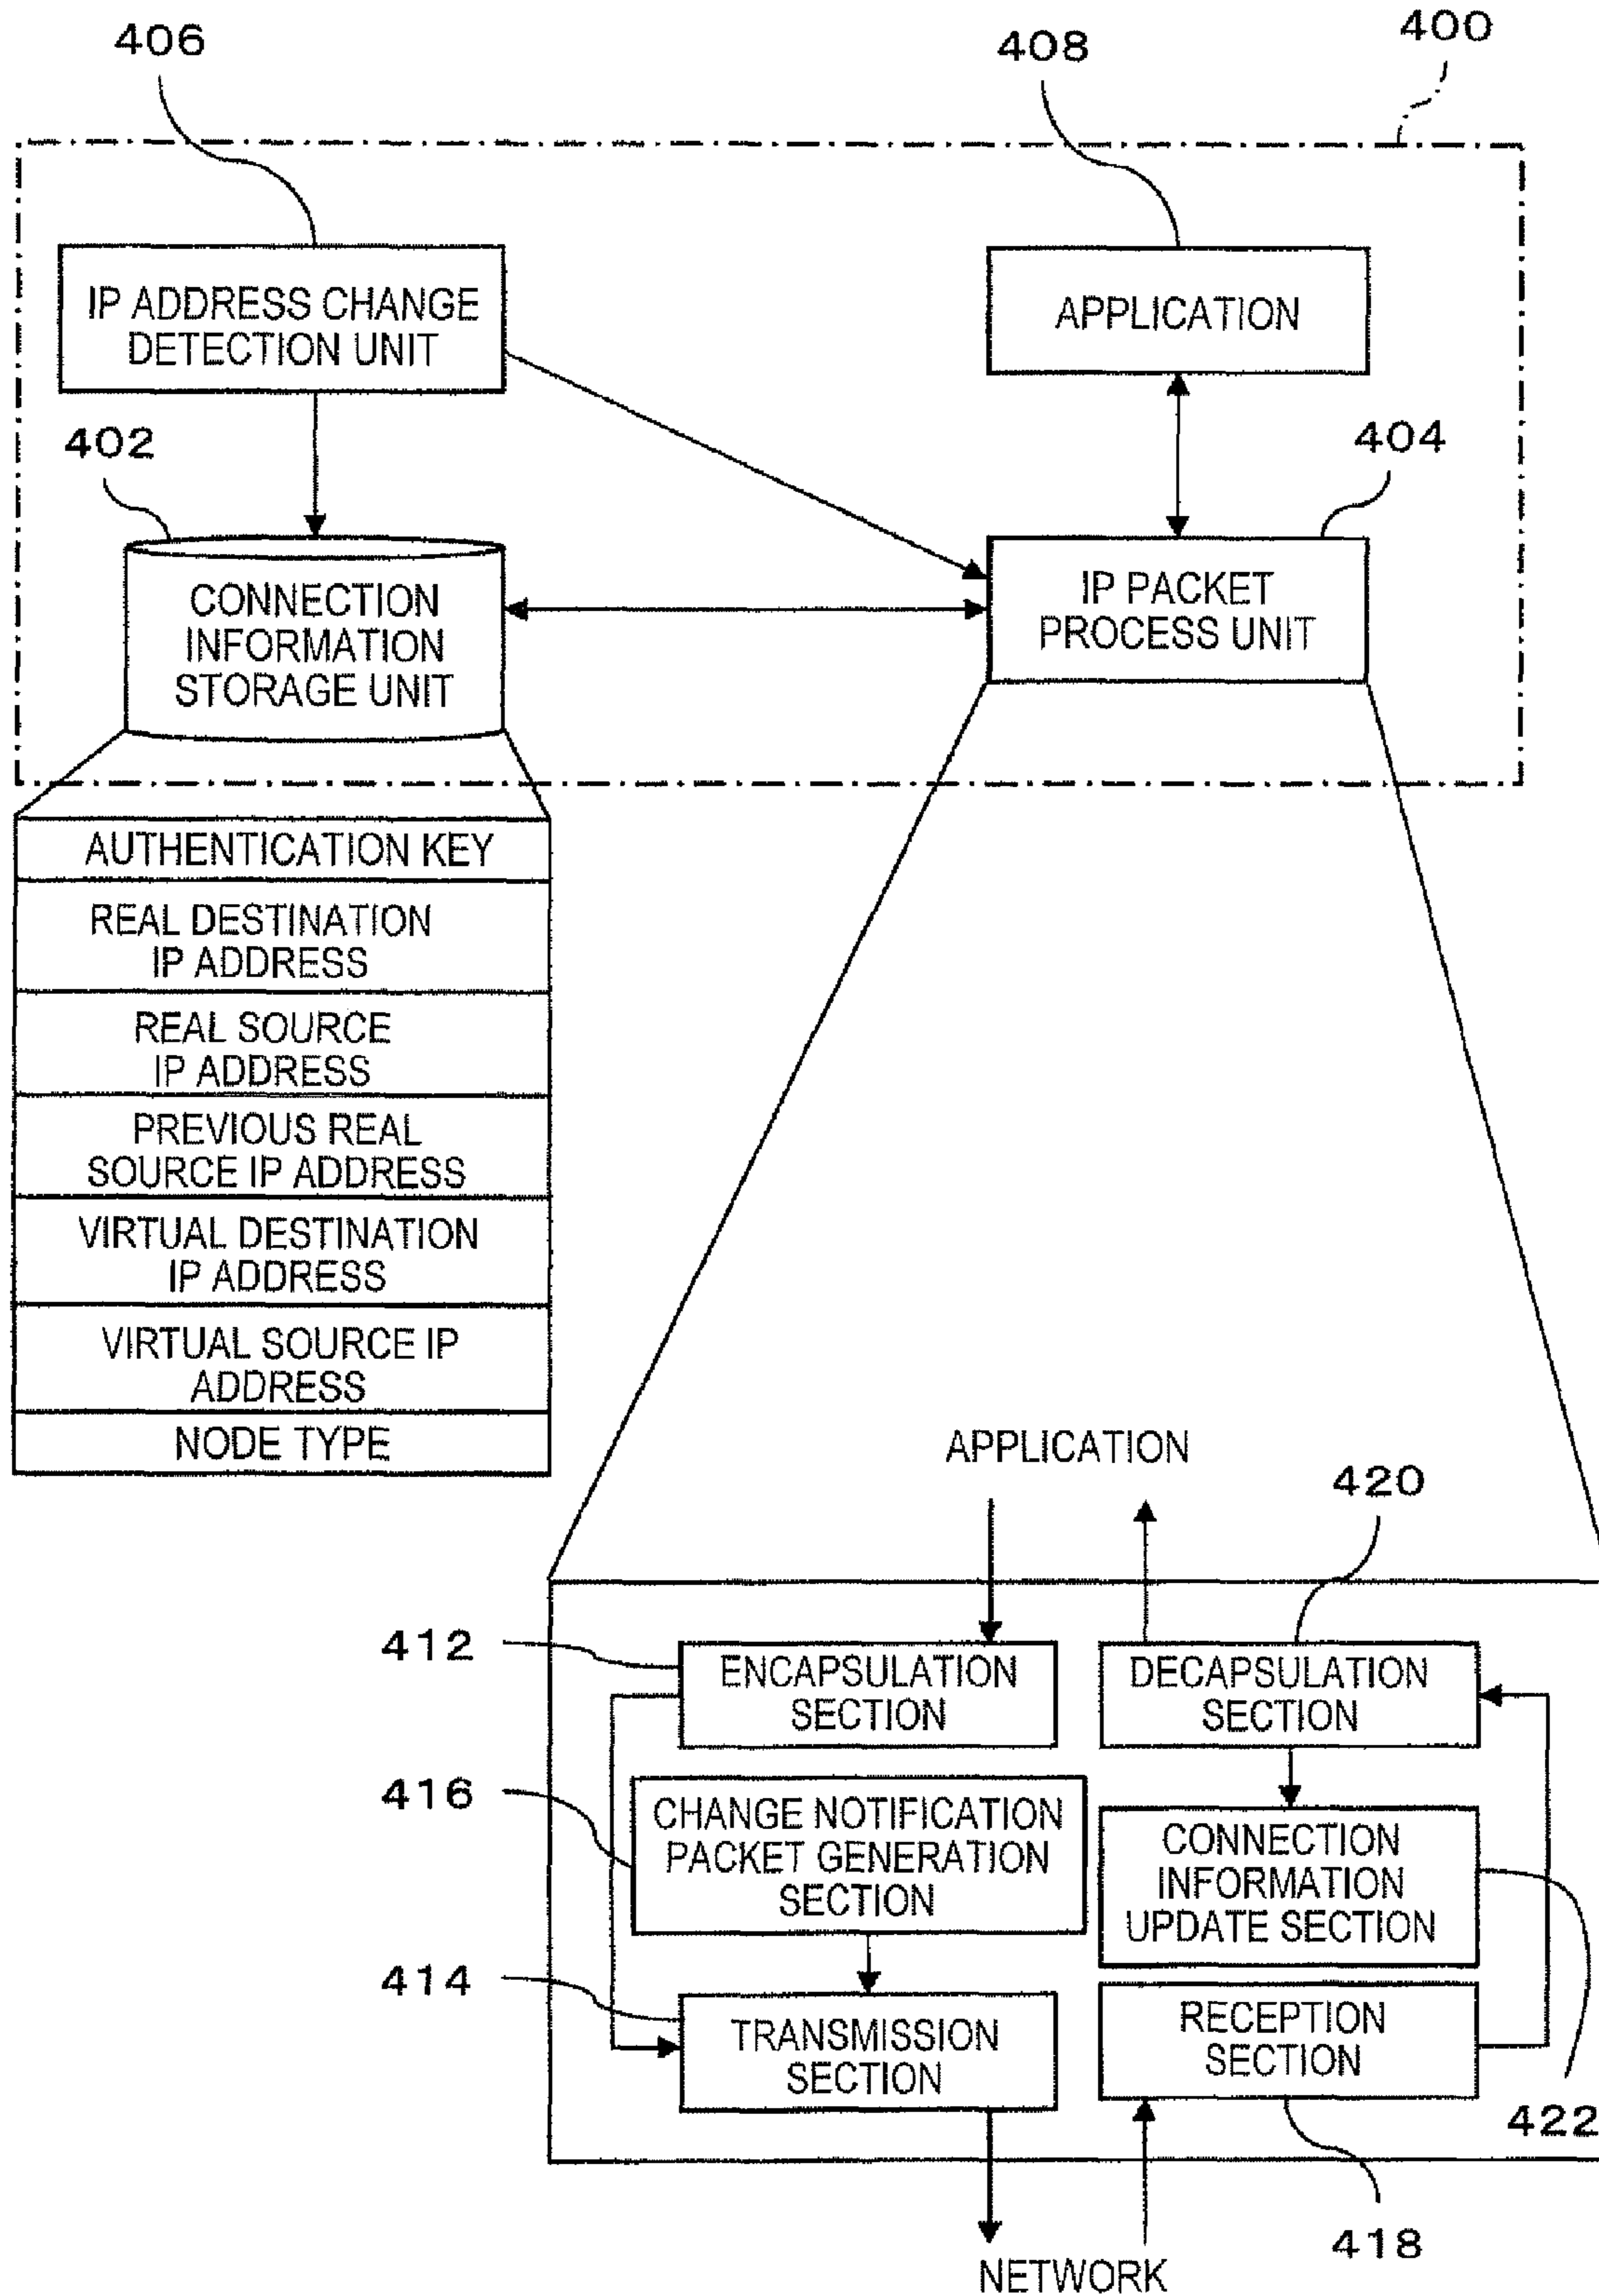 406
408
400
IP ADDRESS CHANGE
DETECTION UNIT
APPLICATION
402
404
CONNECTION
INFORMATION
STORAGE UNIT
IP PACKET
PROCESS UNIT
AUTHENTICATION KEY
REAL DESTINATION
IP ADDRESS
REAL SOURCE
IP ADDRESS
PREVIOUS REAL
SOURCE IP ADDRESS
VIRTUAL DESTINATION
IP ADDRESS
VIRTUAL SOURCE IP
ADDRESS
NODE TYPE
APPLICATION
420
412
ENCAPSULATION
SECTION
DECAPSULATION
SECTION
416
CHANGE NOTIFICATION
PACKET GENERATION
SECTION
CONNECTION
INFORMATION
UPDATE SECTION
414
TRANSMISSION
SECTION
RECEPTION
SECTION
422
418
NETWORK